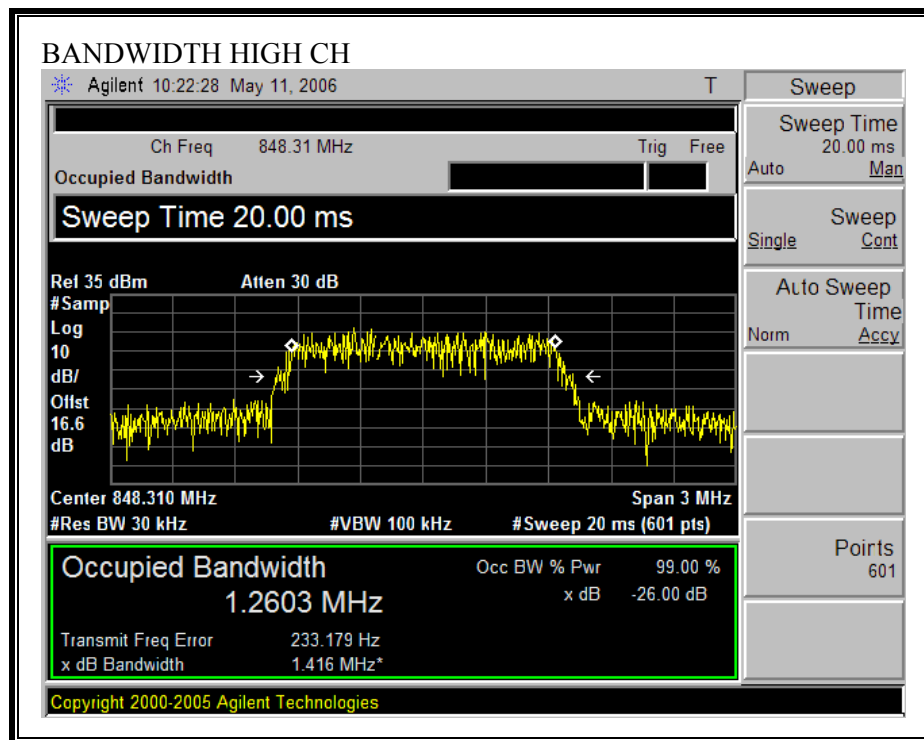 BANDWIDTH HIGH CH
Agilent 10:22:28 May 11, 2006 T
Ch Freq 848.31 MHz Trig Free
Occupied Bandwidth
Sweep Time 20.00 ms
Ref 35 dBm Atten 30 dB
#Samp
Log
10
dB/
Offst
16.6
dB
Center 848.310 MHz Span 3 MHz
#Res BW 30 kHz #VBW 100 kHz #Sweep 20 ms (601 pts)
Occupied Bandwidth Occ BW % Pwr 99.00 %
1.2603 MHz x dB -26.00 dB
Transmit Freq Error 233.179 Hz
x dB Bandwidth 1.416 MHz*
Copyright 2000-2005 Agilent Technologies
Sweep
Sweep Time
20.00 ms
Auto Man
Sweep
Single Cont
Auto Sweep
Time
Norm Accy
Points
601